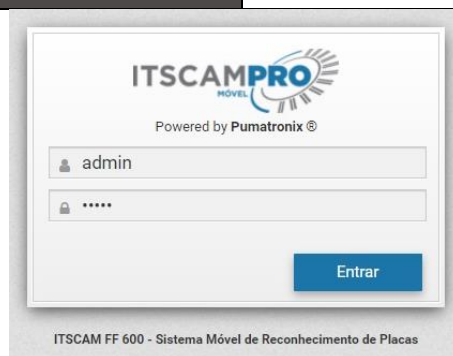 ITSCAMPRO
MÓVEL
Powered by Pumatronix ®
admin
•••••
Entrar
ITSCAM FF 600 - Sistema Móvel de Reconhecimento de Placas